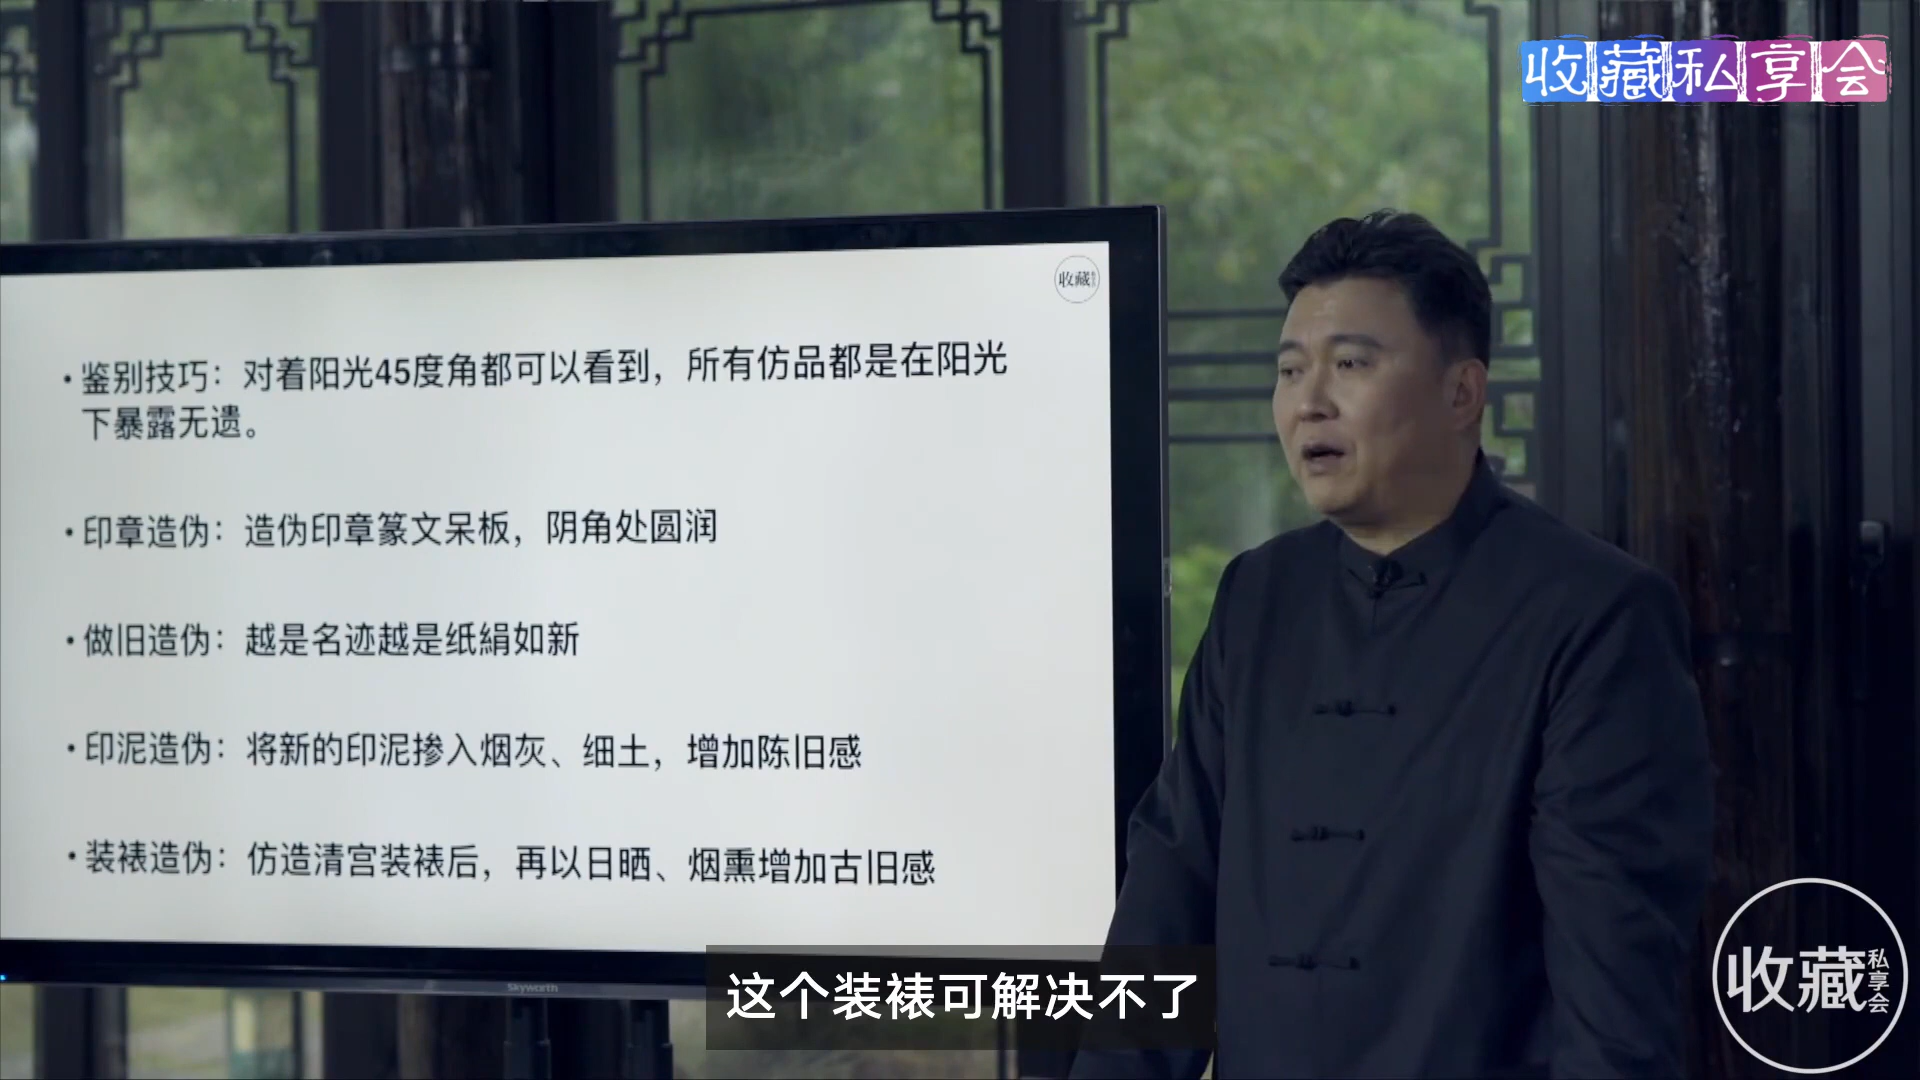 收藏私享会
收藏
• 鉴别技巧：对着阳光45度角都可以看到，所有仿品都是在阳光
下暴露无遗。
• 印章造伪：造伪印章篆文呆板，阴角处圆润
• 做旧造伪：越是名迹越是纸絹如新
• 印泥造伪：将新的印泥掺入烟灰、细土，增加陈旧感
• 装裱造伪：仿造清宫装裱后，再以日晒、烟熏增加古旧感
Skyworth
这个装裱可解决不了
收藏私享会